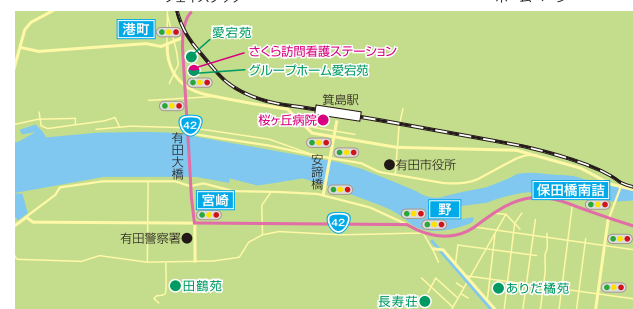 港町
愛宕苑
さくら訪問看護ステーション
グループホーム愛宕苑
箕島駅
桜ヶ丘病院
42
有田大橋
安諦橋
有田市役所
保田橋南詰
宮崎
野
42
有田警察署
田鶴苑
長寿荘
ありだ橘苑